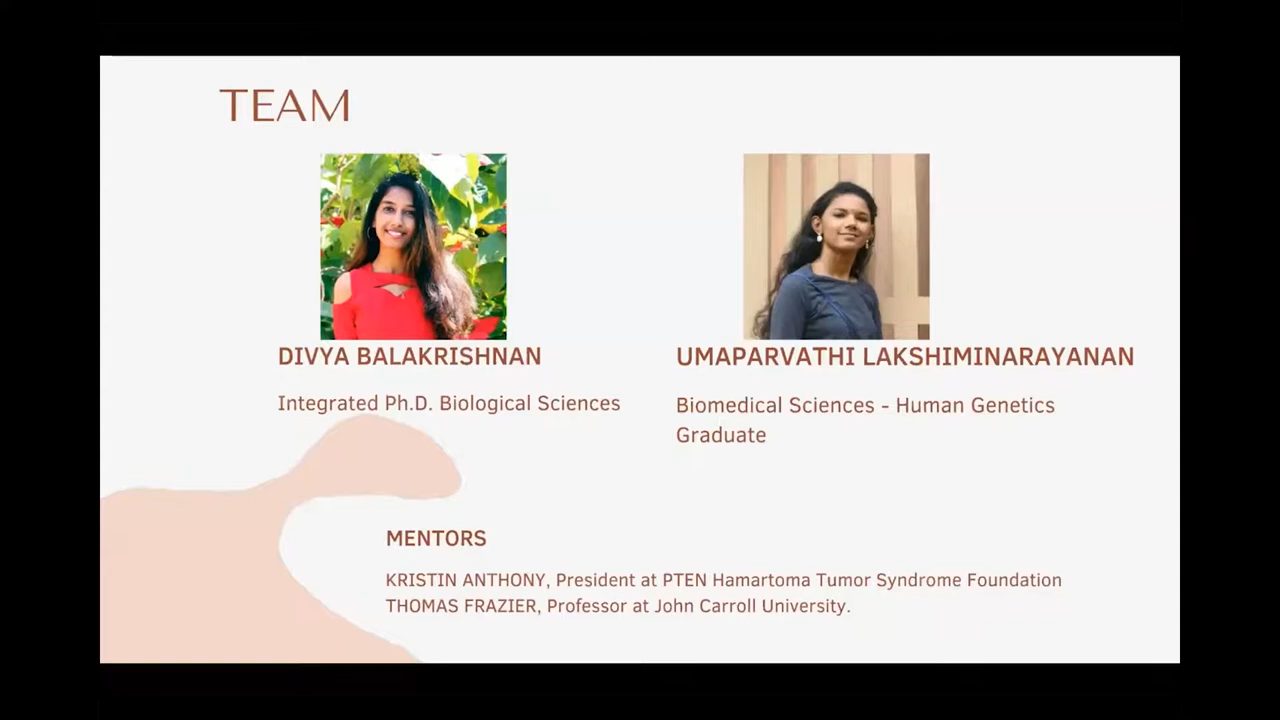 TEAM
DIVYA BALAKRISHNAN
Integrated Ph.D. Biological Sciences
UMAPARVATHI LAKSHIMINARAYANAN
Biomedical Sciences - Human Genetics
Graduate
MENTORS
KRISTIN ANTHONY, President at PTEN Hamartoma Tumor Syndrome Foundation
THOMAS FRAZIER, Professor at John Carroll University.